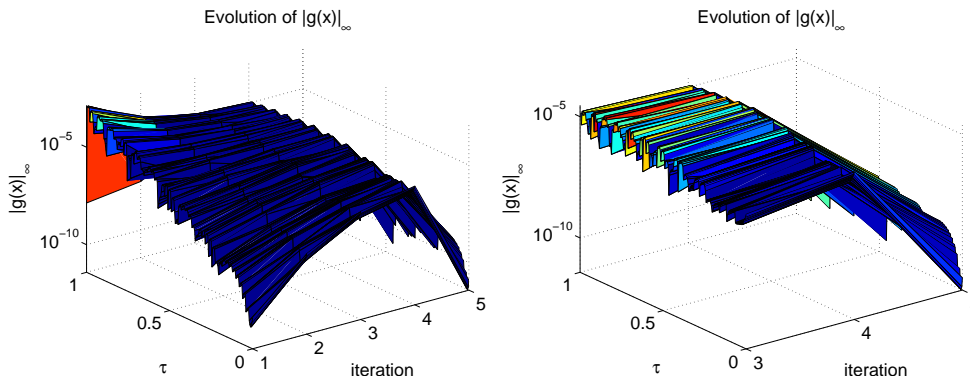 Evolution of |g(x)|∞
10⁻⁵
10⁻¹⁰
|g(x)|∞
1
0.5
0
τ
1
2
3
4
5
iteration
Evolution of |g(x)|∞
10⁻⁵
10⁻¹⁰
|g(x)|∞
1
0.5
0
τ
3
4
iteration